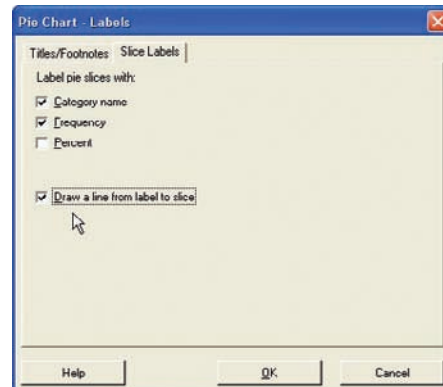 Pie Chart - Labels
Titles/Footnotes Slice Labels
Label pie slices with:
Category name
Frequency
Percent
Draw a line from label to slice
Help OK Cancel